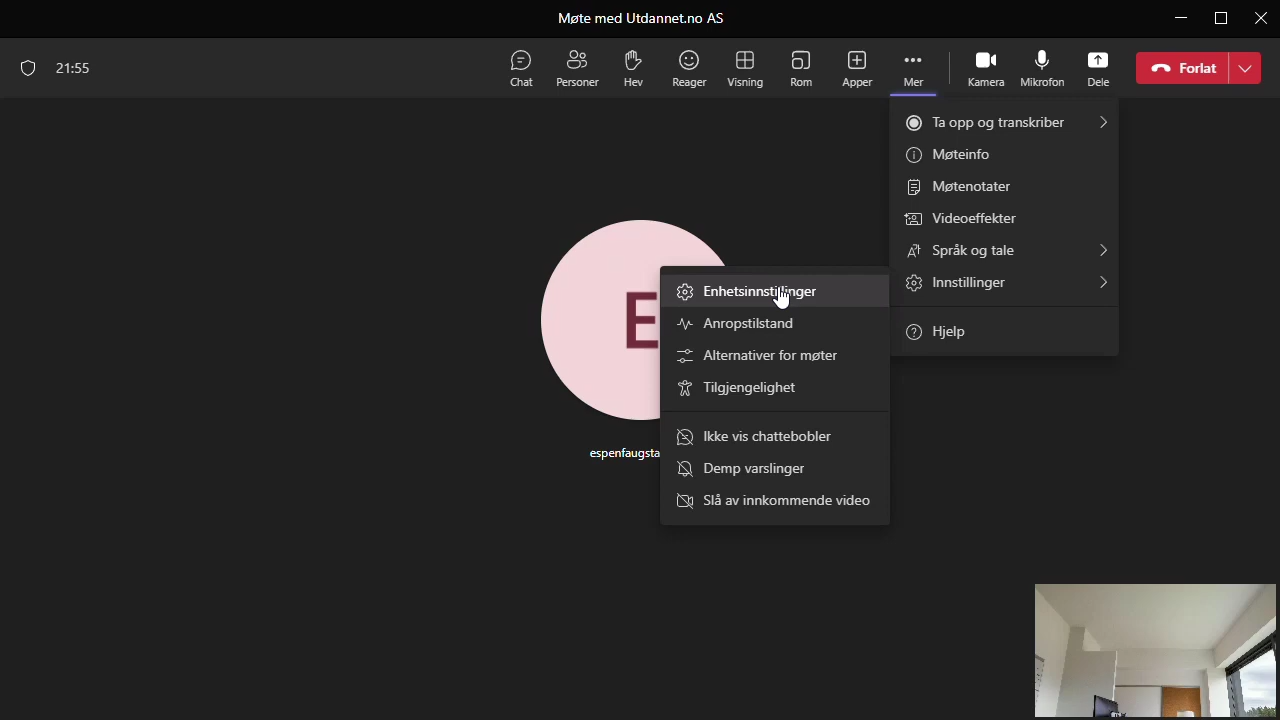 Møte med Utdannet.no AS
21:55
Chat
Personer
Hev
Reager
Visning
Rom
Apper
Mer
Kamera
Mikrofon
Dele
Forlat
Ta opp og transkriber
Møteinfo
Møtenotater
Videoeffekter
Språk og tale
Innstillinger
Hjelp
E
espenfaugsta
Enhetsinnstillinger
Anropstilstand
Alternativer for møter
Tilgjengelighet
Ikke vis chattebobler
Demp varslinger
Slå av innkommende video